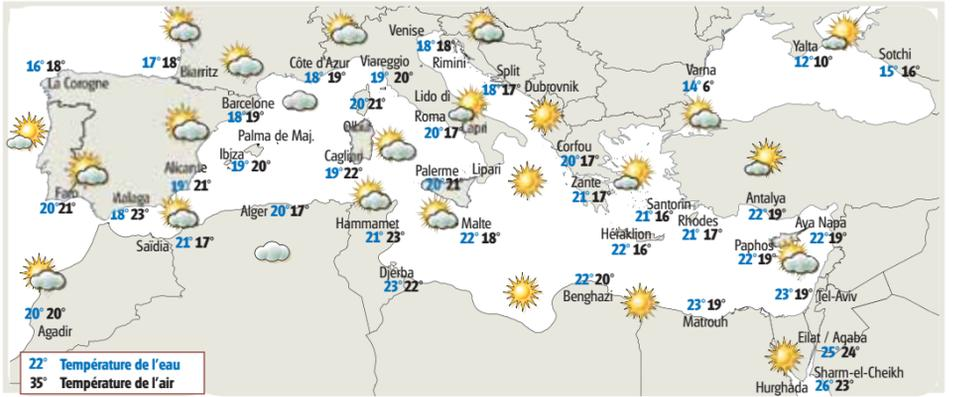 Venise
18° 18°
Rimini
Yalta
12° 10°
Sotchi
15° 16°
16° 18°
La Corogne
17° 18°
Biarritz
Côte d'Azur
18° 19°
Viareggio
19° 20°
Split
18° 17°
Dubrovnik
Varna
14° 6°
Barcelone
18° 19°
20° 21°
Olbia
Lido di
Roma
20° 17°
Capri
Palma de Maj.
Ibiza
19° 20°
Cagliari
19° 22°
Corfou
20° 17°
Alicante
19° 21°
Palerme
20° 21°
Lipari
Zante
21° 17°
Faro
20° 21°
Malaga
18° 23°
Alger 20° 17°
Santorin
21° 16°
Rhodes
21° 17°
Antalya
22° 19°
Hammamet
21° 23°
Malte
22° 18°
Héraklion
22° 16°
Aya Napa
22° 19°
Saïdia 21° 17°
Paphos
22° 19°
Djerba
23° 22°
22° 20°
Benghazi
23° 19°
Tel-Aviv
20° 20°
Agadir
23° 19°
Matrouh
Eilat / Aqaba
25° 24°
22° Température de l'eau
35° Température de l'air
Sharm-el-Cheikh
26° 23°
Hurghada